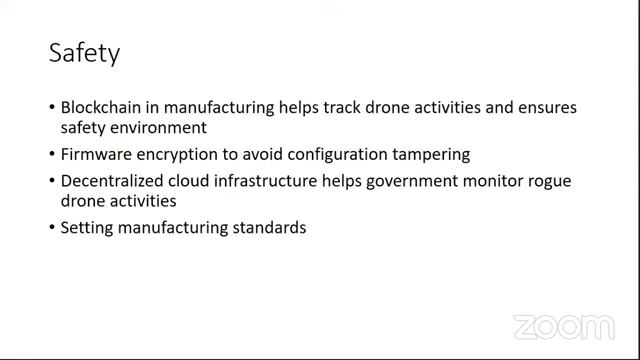 Safety
• Blockchain in manufacturing helps track drone activities and ensures
safety environment
• Firmware encryption to avoid configuration tampering
• Decentralized cloud infrastructure helps government monitor rogue
drone activities
• Setting manufacturing standards
zoom